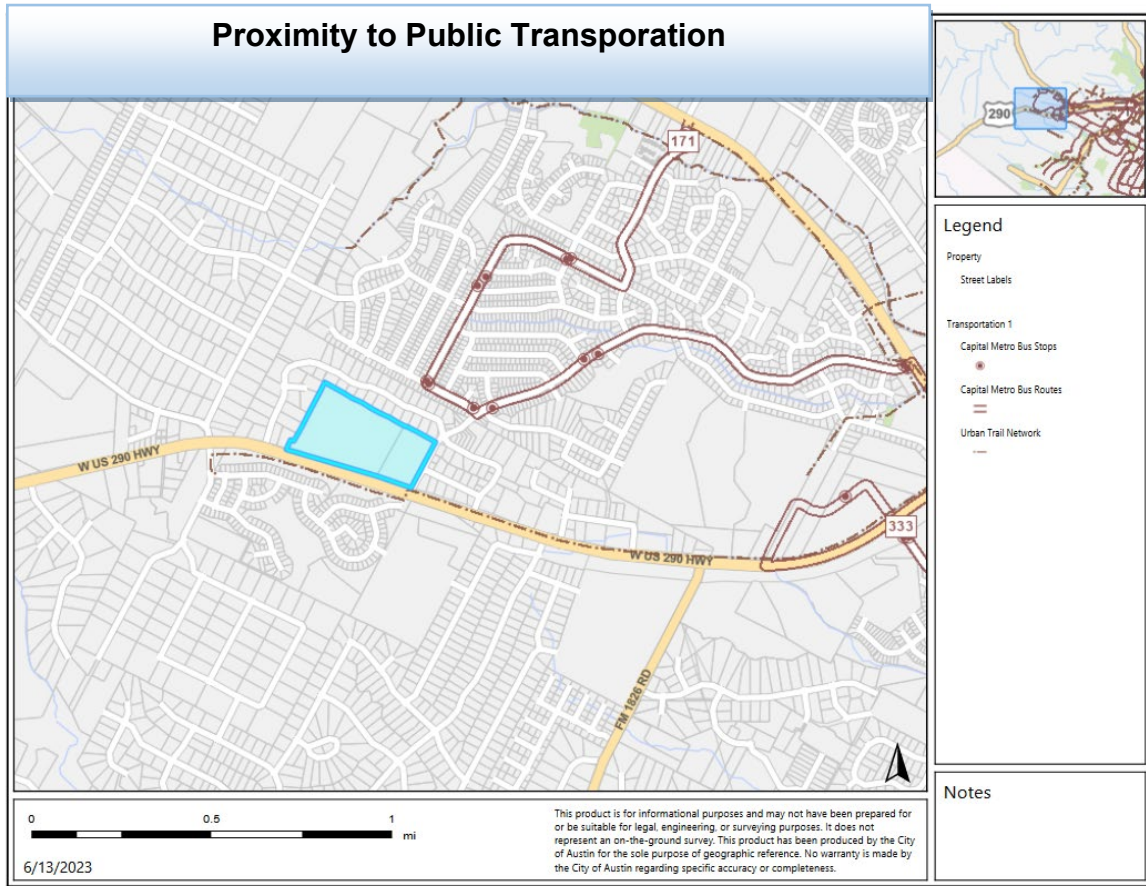 Proximity to Public Transporation
290
171
W US 290 HWY
333
W US 290 HWY
FM 1826 RD
Legend
Property
Street Labels
Transportation 1
Capital Metro Bus Stops
Capital Metro Bus Routes
Urban Trail Network
Notes
0 0.5 1
mi
6/13/2023
This product is for informational purposes and may not have been prepared for
or be suitable for legal, engineering, or surveying purposes. It does not
represent an on-the-ground survey. This product has been produced by the City
of Austin for the sole purpose of geographic reference. No warranty is made by
the City of Austin regarding specific accuracy or completeness.